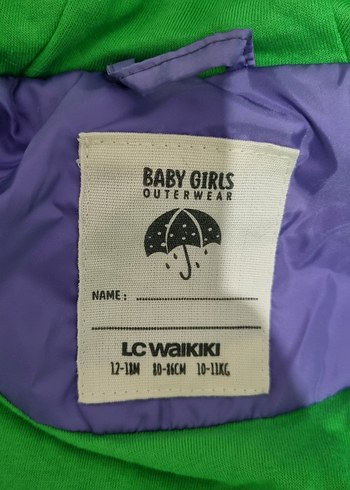 BABY GIRLS
OUTERWEAR
NAME :
LC WAIKIKI
12-18M 80-86CM 10-11KG